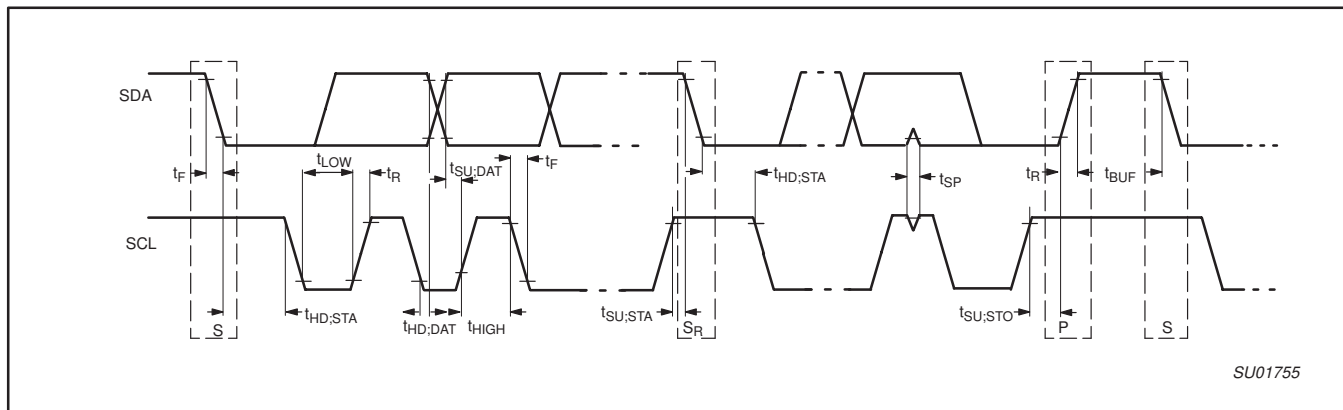 SDA
tF
tLOW
tR
tSU;DAT
tF
tHD;STA
tSP
tR
tBUF
SCL
S
tHD;STA
tHD;DAT
tHIGH
tSU;STA
SR
tSU;STO
P
S
SU01755